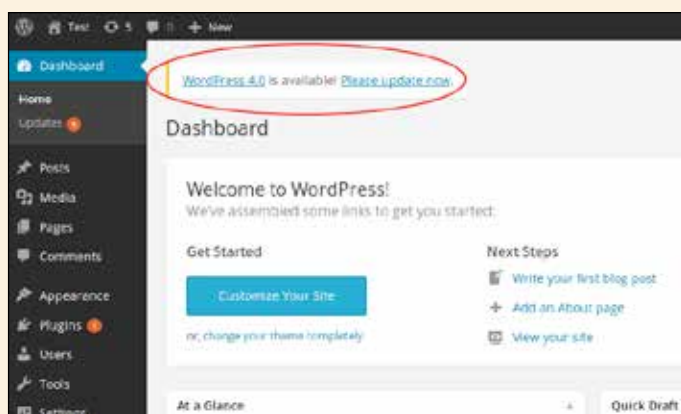 Test 5 0 + New
Dashboard
Home
Updates
Posts
Media
Pages
Comments
Appearance
Plugins 1
Users
Tools
Settings
WordPress 4.0 is available! Please update now.
Dashboard
Welcome to WordPress!
We've assembled some links to get you started:
Get Started
Customize Your Site
or, change your theme completely
Next Steps
Write your first blog post
+ Add an About page
View your site
At a Glance
Quick Draft